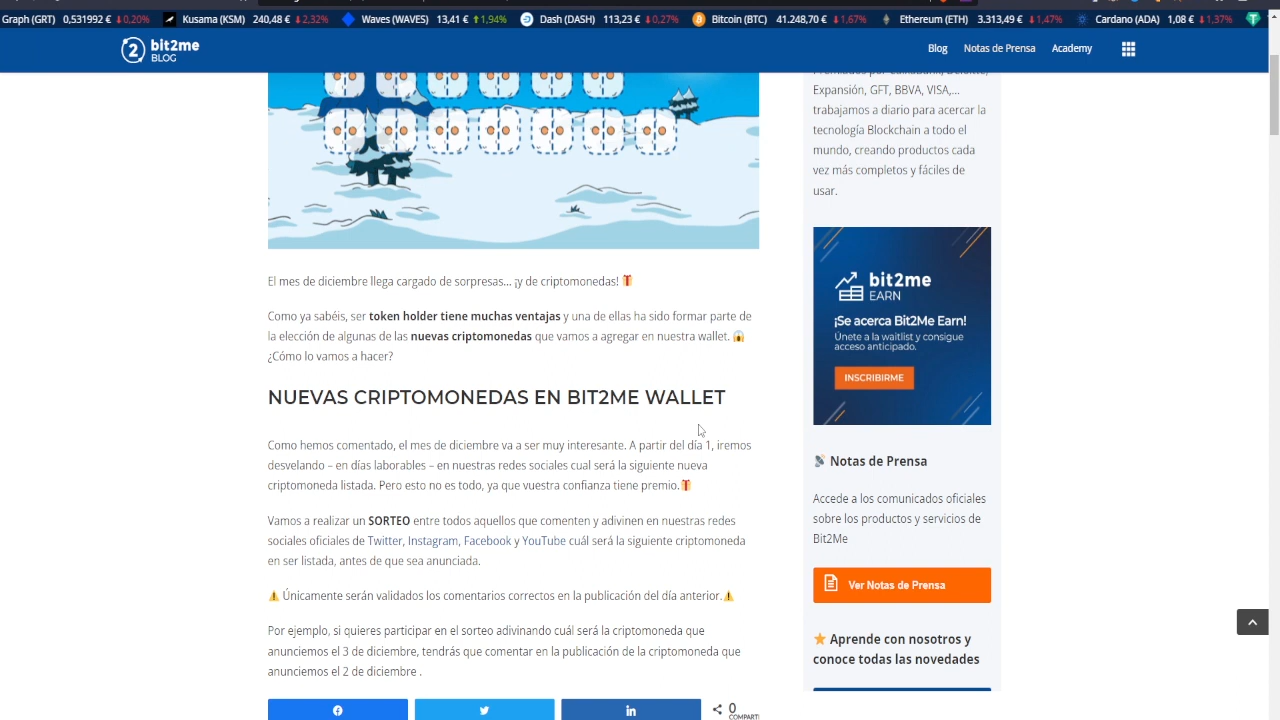 Graph (GRT) 0,531992 € ↓0,20% Kusama (KSM) 240,48 € ↓2,32% Waves (WAVES) 13,41 € ↑1,94% Dash (DASH) 113,23 € ↓0,27% Bitcoin (BTC) 41.248,70 € ↓1,67% Ethereum (ETH) 3.313,49 € ↓1,47% Cardano (ADA) 1,08 € ↓1,37%
2 bit2me
BLOG
Blog Notas de Prensa Academy
Expansión, GFT, BBVA, VISA,...
trabajamos a diario para acercar la
tecnología Blockchain a todo el
mundo, creando productos cada
vez más completos y fáciles de
usar.
El mes de diciembre llega cargado de sorpresas... ¡y de criptomonedas! 🎁
Como ya sabéis, ser token holder tiene muchas ventajas y una de ellas ha sido formar parte de
la elección de algunas de las nuevas criptomonedas que vamos a agregar en nuestra wallet. 😱
¿Cómo lo vamos a hacer?
NUEVAS CRIPTOMONEDAS EN BIT2ME WALLET
Como hemos comentado, el mes de diciembre va a ser muy interesante. A partir del día 1, iremos
desvelando – en días laborables – en nuestras redes sociales cual será la siguiente nueva
criptomoneda listada. Pero esto no es todo, ya que vuestra confianza tiene premio.🎁
Vamos a realizar un SORTEO entre todos aquellos que comenten y adivinen en nuestras redes
sociales oficiales de Twitter, Instagram, Facebook y YouTube cuál será la siguiente criptomoneda
en ser listada, antes de que sea anunciada.
⚠️ Únicamente serán validados los comentarios correctos en la publicación del día anterior.⚠️
Por ejemplo, si quieres participar en el sorteo adivinando cuál será la criptomoneda que
anunciemos el 3 de diciembre, tendrás que comentar en la publicación de la criptomoneda que
anunciemos el 2 de diciembre .
0
COMPART
bit2me
EARN
¡Se acerca Bit2Me Earn!
Únete a la waitlist y consigue
acceso anticipado.
INSCRIBIRME
Notas de Prensa
Accede a los comunicados oficiales
sobre los productos y servicios de
Bit2Me
Ver Notas de Prensa
⭐ Aprende con nosotros y
conoce todas las novedades